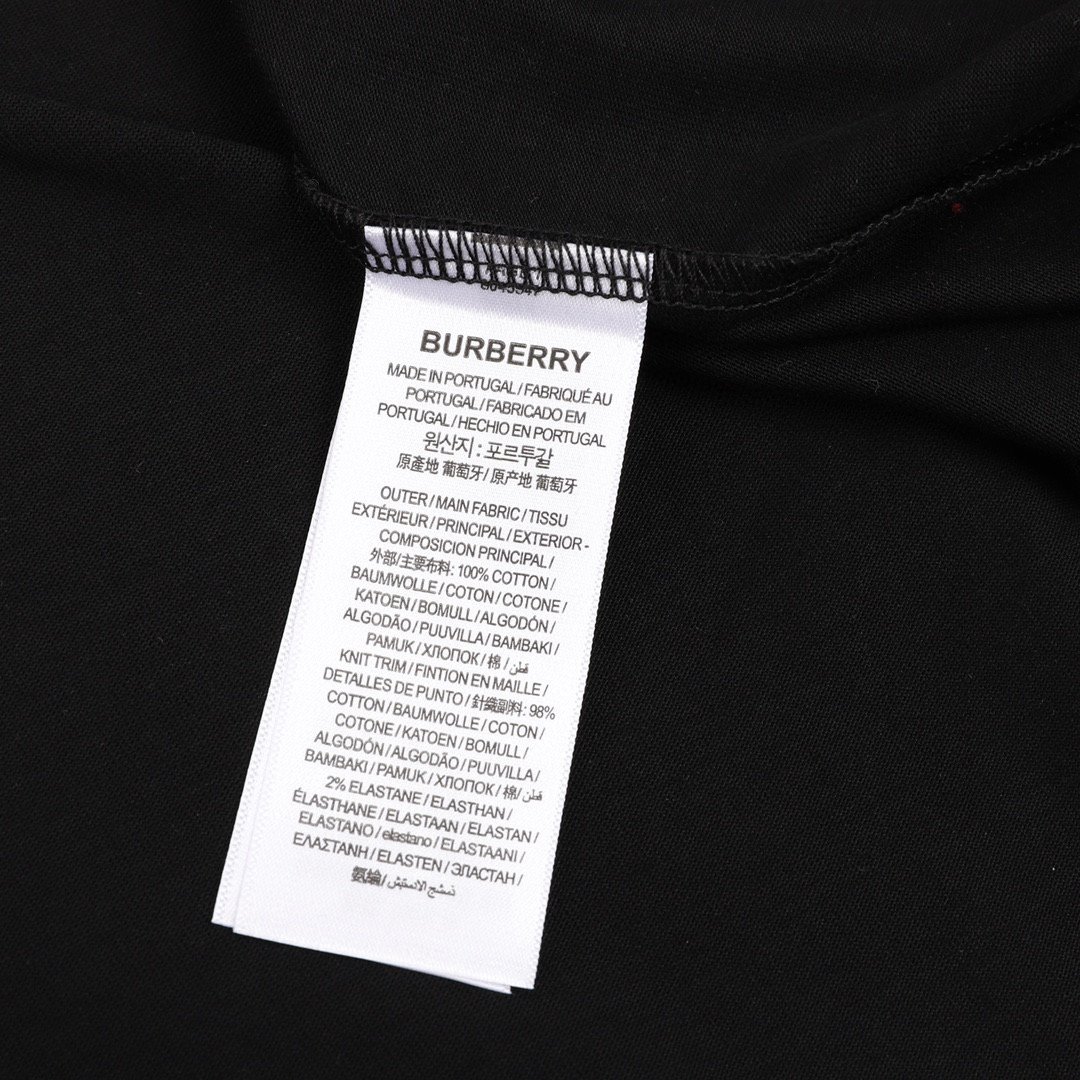 BURBERRY
MADE IN PORTUGAL / FABRIQUÉ AU
PORTUGAL / FABRICADO EM
PORTUGAL / HECHIO EN PORTUGAL
원산지 : 포르투갈
原產地 葡萄牙 / 原产地 葡萄牙
OUTER / MAIN FABRIC / TISSU
EXTÉRIEUR / PRINCIPAL / EXTERIOR -
COMPOSICION PRINCIPAL /
外部/主要布料: 100% COTTON /
BAUMWOLLE / COTON / COTONE /
KATOEN / BOMULL / ALGODÓN /
ALGODÃO / PUUVILLA / BAMBAKI /
PAMUK / ХЛОПОК / 棉 / قطن
KNIT TRIM / FINTION EN MAILLE /
DETALLES DE PUNTO / 針織副料: 98%
COTTON / BAUMWOLLE / COTON /
COTONE / KATOEN / BOMULL /
ALGODÓN / ALGODÃO / PUUVILLA /
BAMBAKI / PAMUK / ХЛОПОК / 棉/ قطن
2% ELASTANE / ELASTHAN /
ÉLASTHANE / ELASTAAN / ELASTAN /
ELASTANO / elastano / ELASTAANI /
ΕΛΑΣΤΑΝΗ / ELASTEN / ЭЛАСТАН /
氨綸/